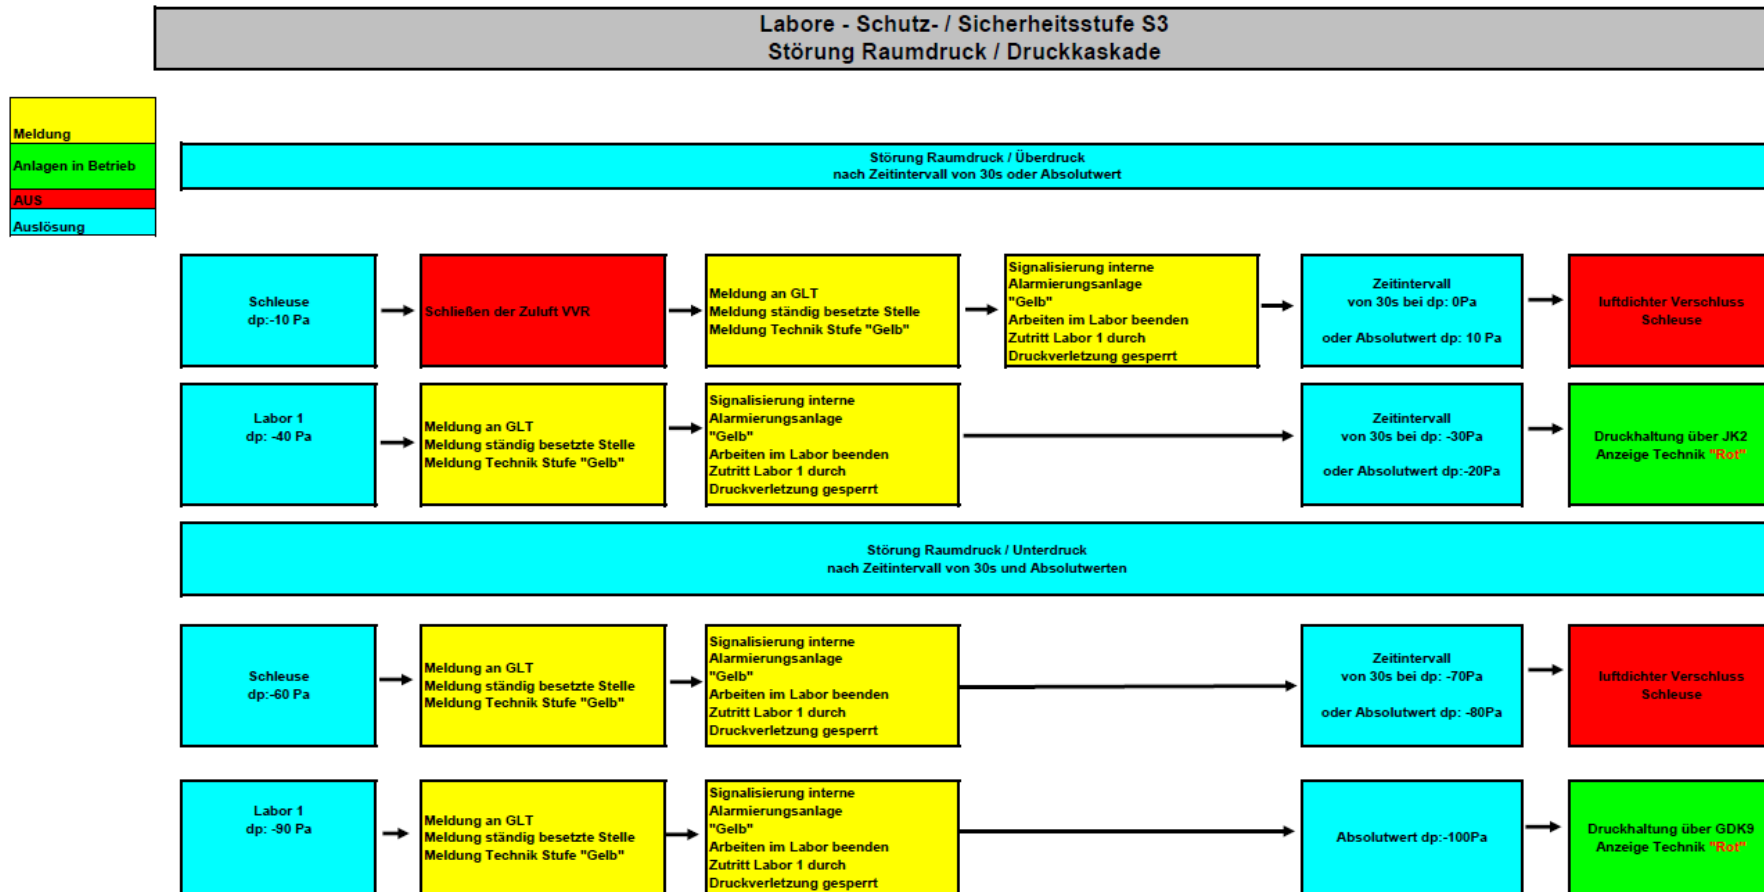 Labore - Schutz- / Sicherheitsstufe S3
Störung Raumdruck / Druckkaskade
Meldung
Anlagen in Betrieb
AUS
Auslösung
Störung Raumdruck / Überdruck
nach Zeitintervall von 30s oder Absolutwert
Schleuse
dp:-10 Pa
Schließen der Zuluft VVR
Meldung an GLT
Meldung ständig besetzte Stelle
Meldung Technik Stufe "Gelb"
Signalisierung interne
Alarmierungsanlage
"Gelb"
Arbeiten im Labor beenden
Zutritt Labor 1 durch
Druckverletzung gesperrt
Zeitintervall
von 30s bei dp: 0Pa
oder Absolutwert dp: 10 Pa
luftdichter Verschluss
Schleuse
Labor 1
dp: -40 Pa
Meldung an GLT
Meldung ständig besetzte Stelle
Meldung Technik Stufe "Gelb"
Signalisierung interne
Alarmierungsanlage
"Gelb"
Arbeiten im Labor beenden
Zutritt Labor 1 durch
Druckverletzung gesperrt
Zeitintervall
von 30s bei dp: -30Pa
oder Absolutwert dp:-20Pa
Druckhaltung über JK2
Anzeige Technik "Rot"
Störung Raumdruck / Unterdruck
nach Zeitintervall von 30s und Absolutwerten
Schleuse
dp:-60 Pa
Meldung an GLT
Meldung ständig besetzte Stelle
Meldung Technik Stufe "Gelb"
Signalisierung interne
Alarmierungsanlage
"Gelb"
Arbeiten im Labor beenden
Zutritt Labor 1 durch
Druckverletzung gesperrt
Zeitintervall
von 30s bei dp: -70Pa
oder Absolutwert dp: -80Pa
luftdichter Verschluss
Schleuse
Labor 1
dp: -90 Pa
Meldung an GLT
Meldung ständig besetzte Stelle
Meldung Technik Stufe "Gelb"
Signalisierung interne
Alarmierungsanlage
"Gelb"
Arbeiten im Labor beenden
Zutritt Labor 1 durch
Druckverletzung gesperrt
Absolutwert dp:-100Pa
Druckhaltung über GDK9
Anzeige Technik "Rot"